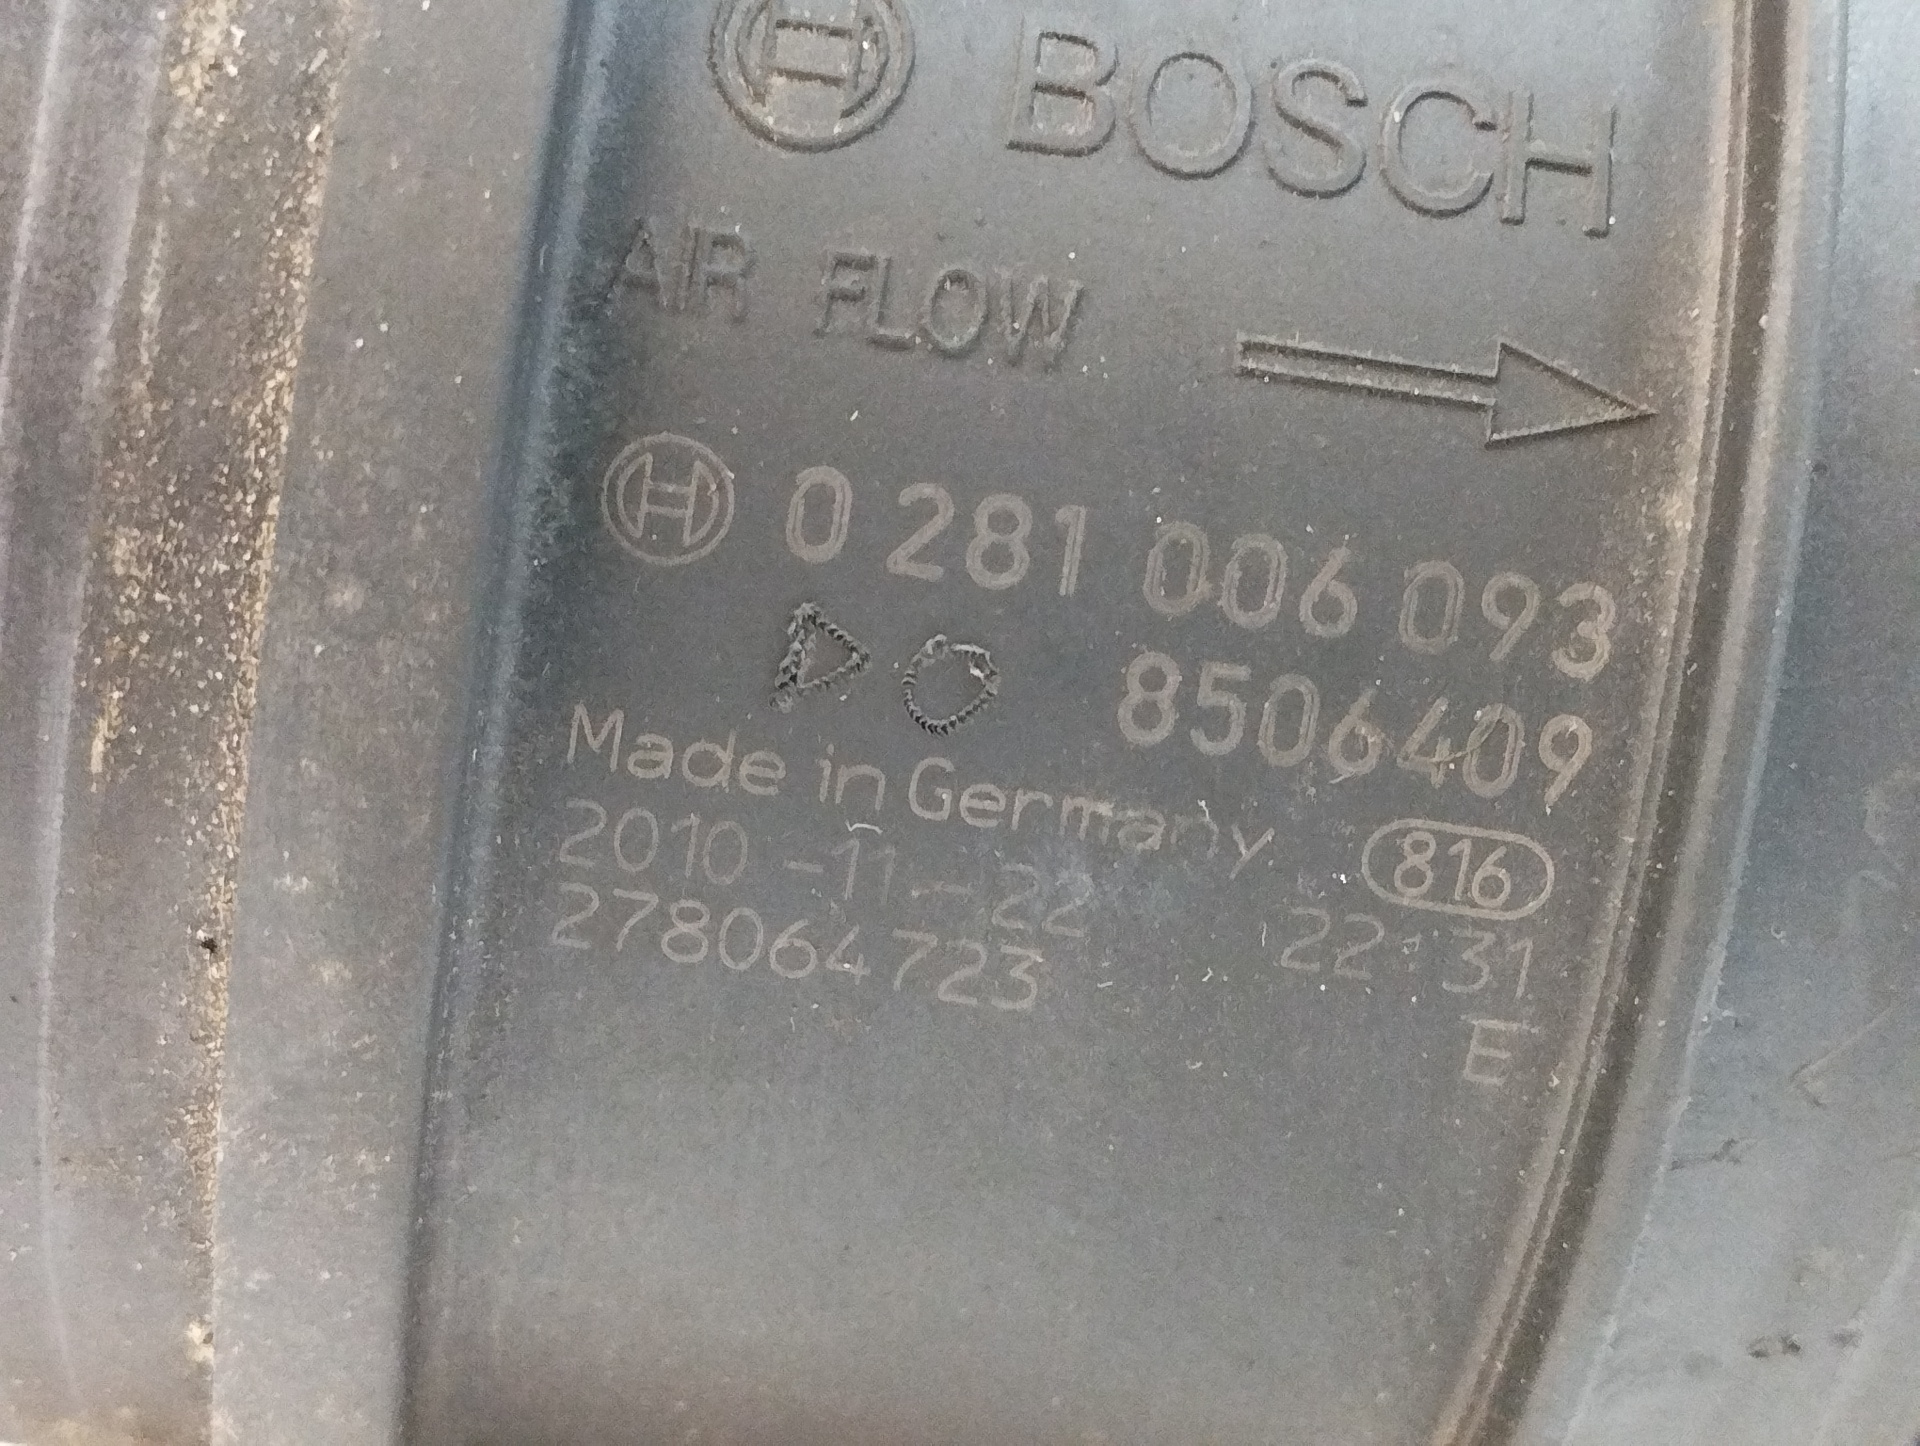 BOSCH
AIR FLOW
0 281 006 093
8506409
Made in Germany
816
2010-11-22 22:31
278064723
E